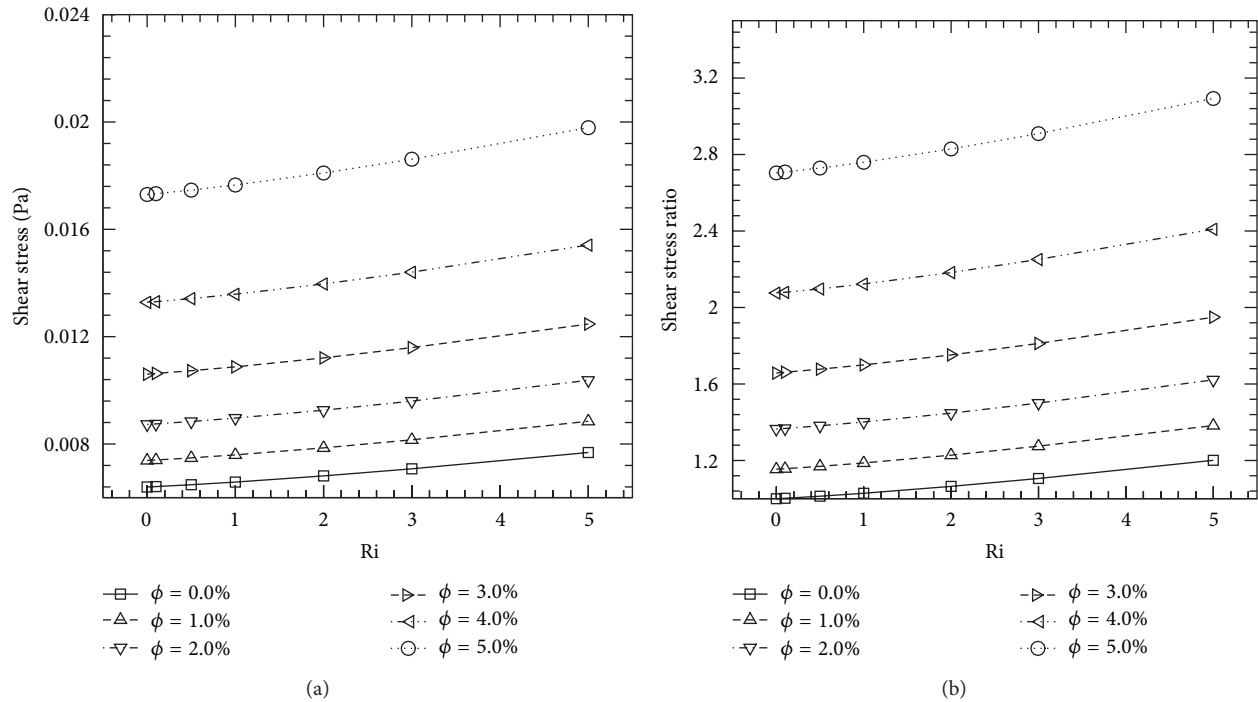 0.024
0.02
0.016
0.012
0.008
Shear stress (Pa)
0 1 2 3 4 5
Ri
ϕ = 0.0%
ϕ = 1.0%
ϕ = 2.0%
ϕ = 3.0%
ϕ = 4.0%
ϕ = 5.0%
(a)
3.2
2.8
2.4
2
1.6
1.2
Shear stress ratio
0 1 2 3 4 5
Ri
ϕ = 0.0%
ϕ = 1.0%
ϕ = 2.0%
ϕ = 3.0%
ϕ = 4.0%
ϕ = 5.0%
(b)